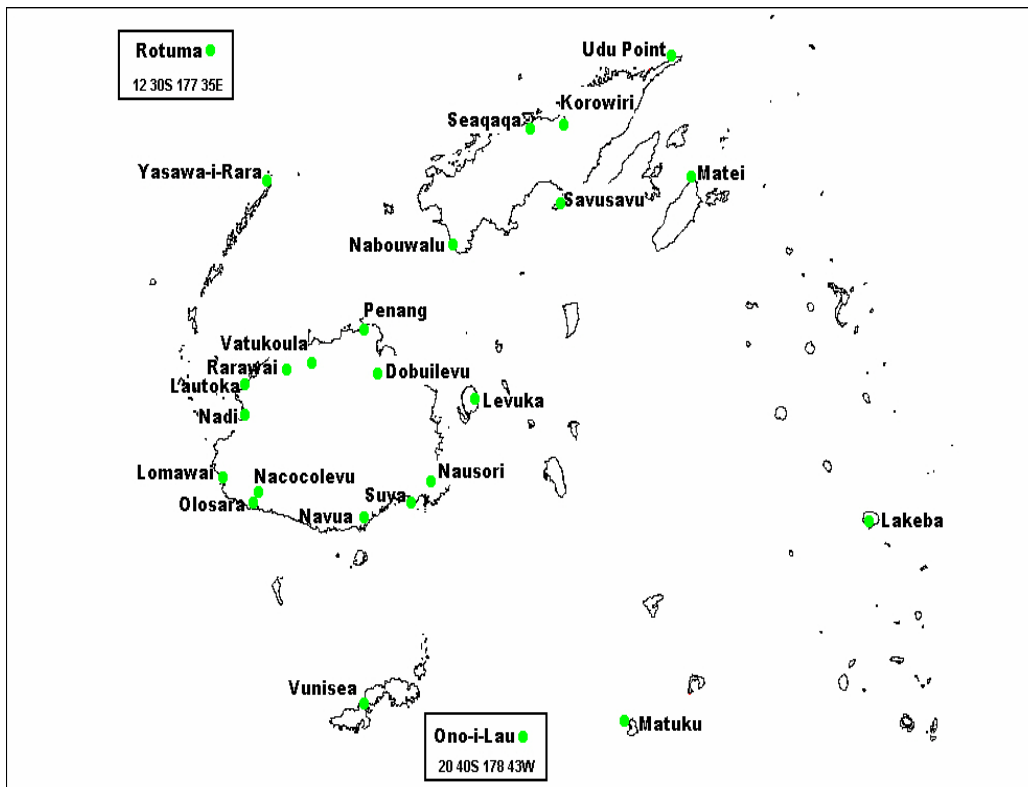 Rotuma
12 30S 177 35E
Udu Point
Korowiri
Seaqaqa
Yasawa-i-Rara
Matei
Savusavu
Nabouwalu
Penang
Vatukoula
Rarawai
Dobuilevu
Lautoka
Levuka
Nadi
Lomawai
Nacocolevu
Nausori
Olosara
Suva
Navua
Lakeba
Vunisea
Matuku
Ono-i-Lau
20 40S 178 43W